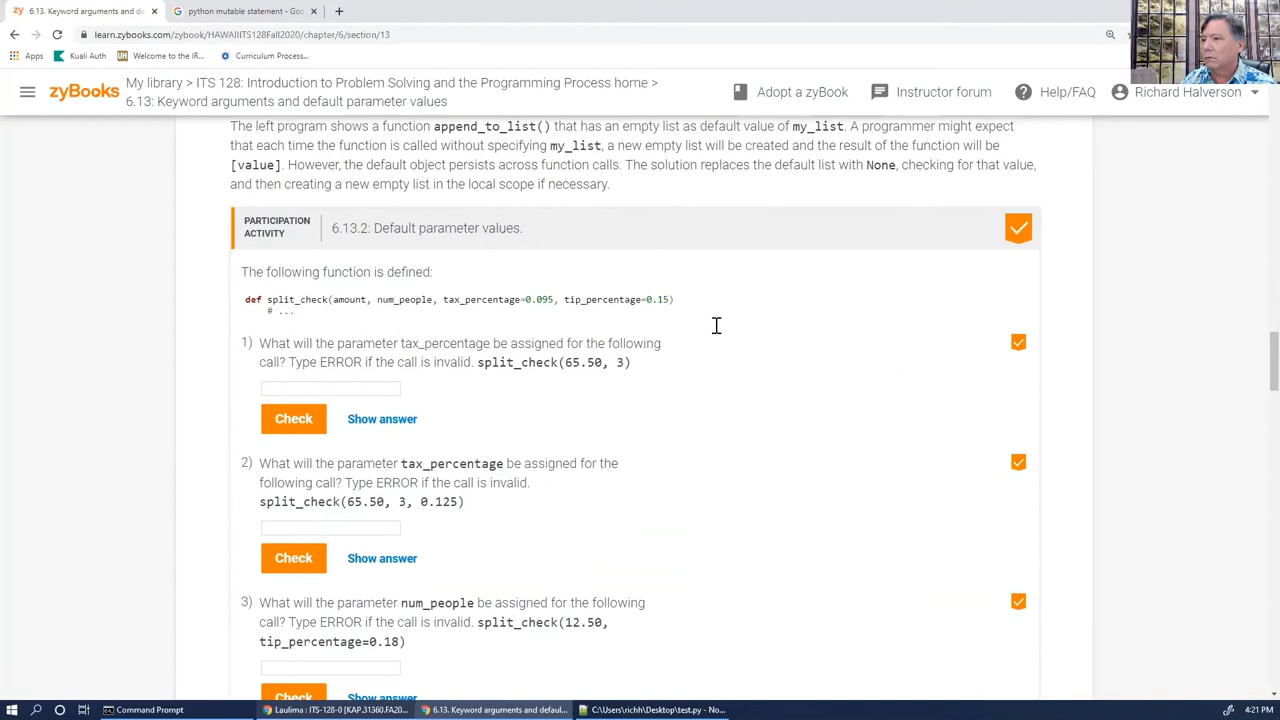 6.13. Keyword arguments and de
python mutable statement - Goo
learn.zybooks.com/zybook/HAWAIIITS128Fall2020/chapter/6/section/13
Apps
Kuali Auth
Welcome to the IR...
Curriculum Process...
zyBooks
My library > ITS 128: Introduction to Problem Solving and the Programming Process home >
6.13: Keyword arguments and default parameter values
Adopt a zyBook
Instructor forum
Help/FAQ
Richard Halverson
The left program shows a function append_to_list() that has an empty list as default value of my_list. A programmer might expect
that each time the function is called without specifying my_list, a new empty list will be created and the result of the function will be
[value]. However, the default object persists across function calls. The solution replaces the default list with None, checking for that value,
and then creating a new empty list in the local scope if necessary.
PARTICIPATION
ACTIVITY
6.13.2: Default parameter values.
The following function is defined:
def split_check(amount, num_people, tax_percentage=0.095, tip_percentage=0.15)
# ...
1) What will the parameter tax_percentage be assigned for the following
call? Type ERROR if the call is invalid. split_check(65.50, 3)
Check
Show answer
2) What will the parameter tax_percentage be assigned for the
following call? Type ERROR if the call is invalid.
split_check(65.50, 3, 0.125)
Check
Show answer
3) What will the parameter num_people be assigned for the following
call? Type ERROR if the call is invalid. split_check(12.50,
tip_percentage=0.18)
Check
Show answer
Command Prompt
Laulima : ITS-128-0 [KAP.31360.FA20...
6.13. Keyword arguments and defaul...
C:\Users\richh\Desktop\test.py - No...
4:21 PM